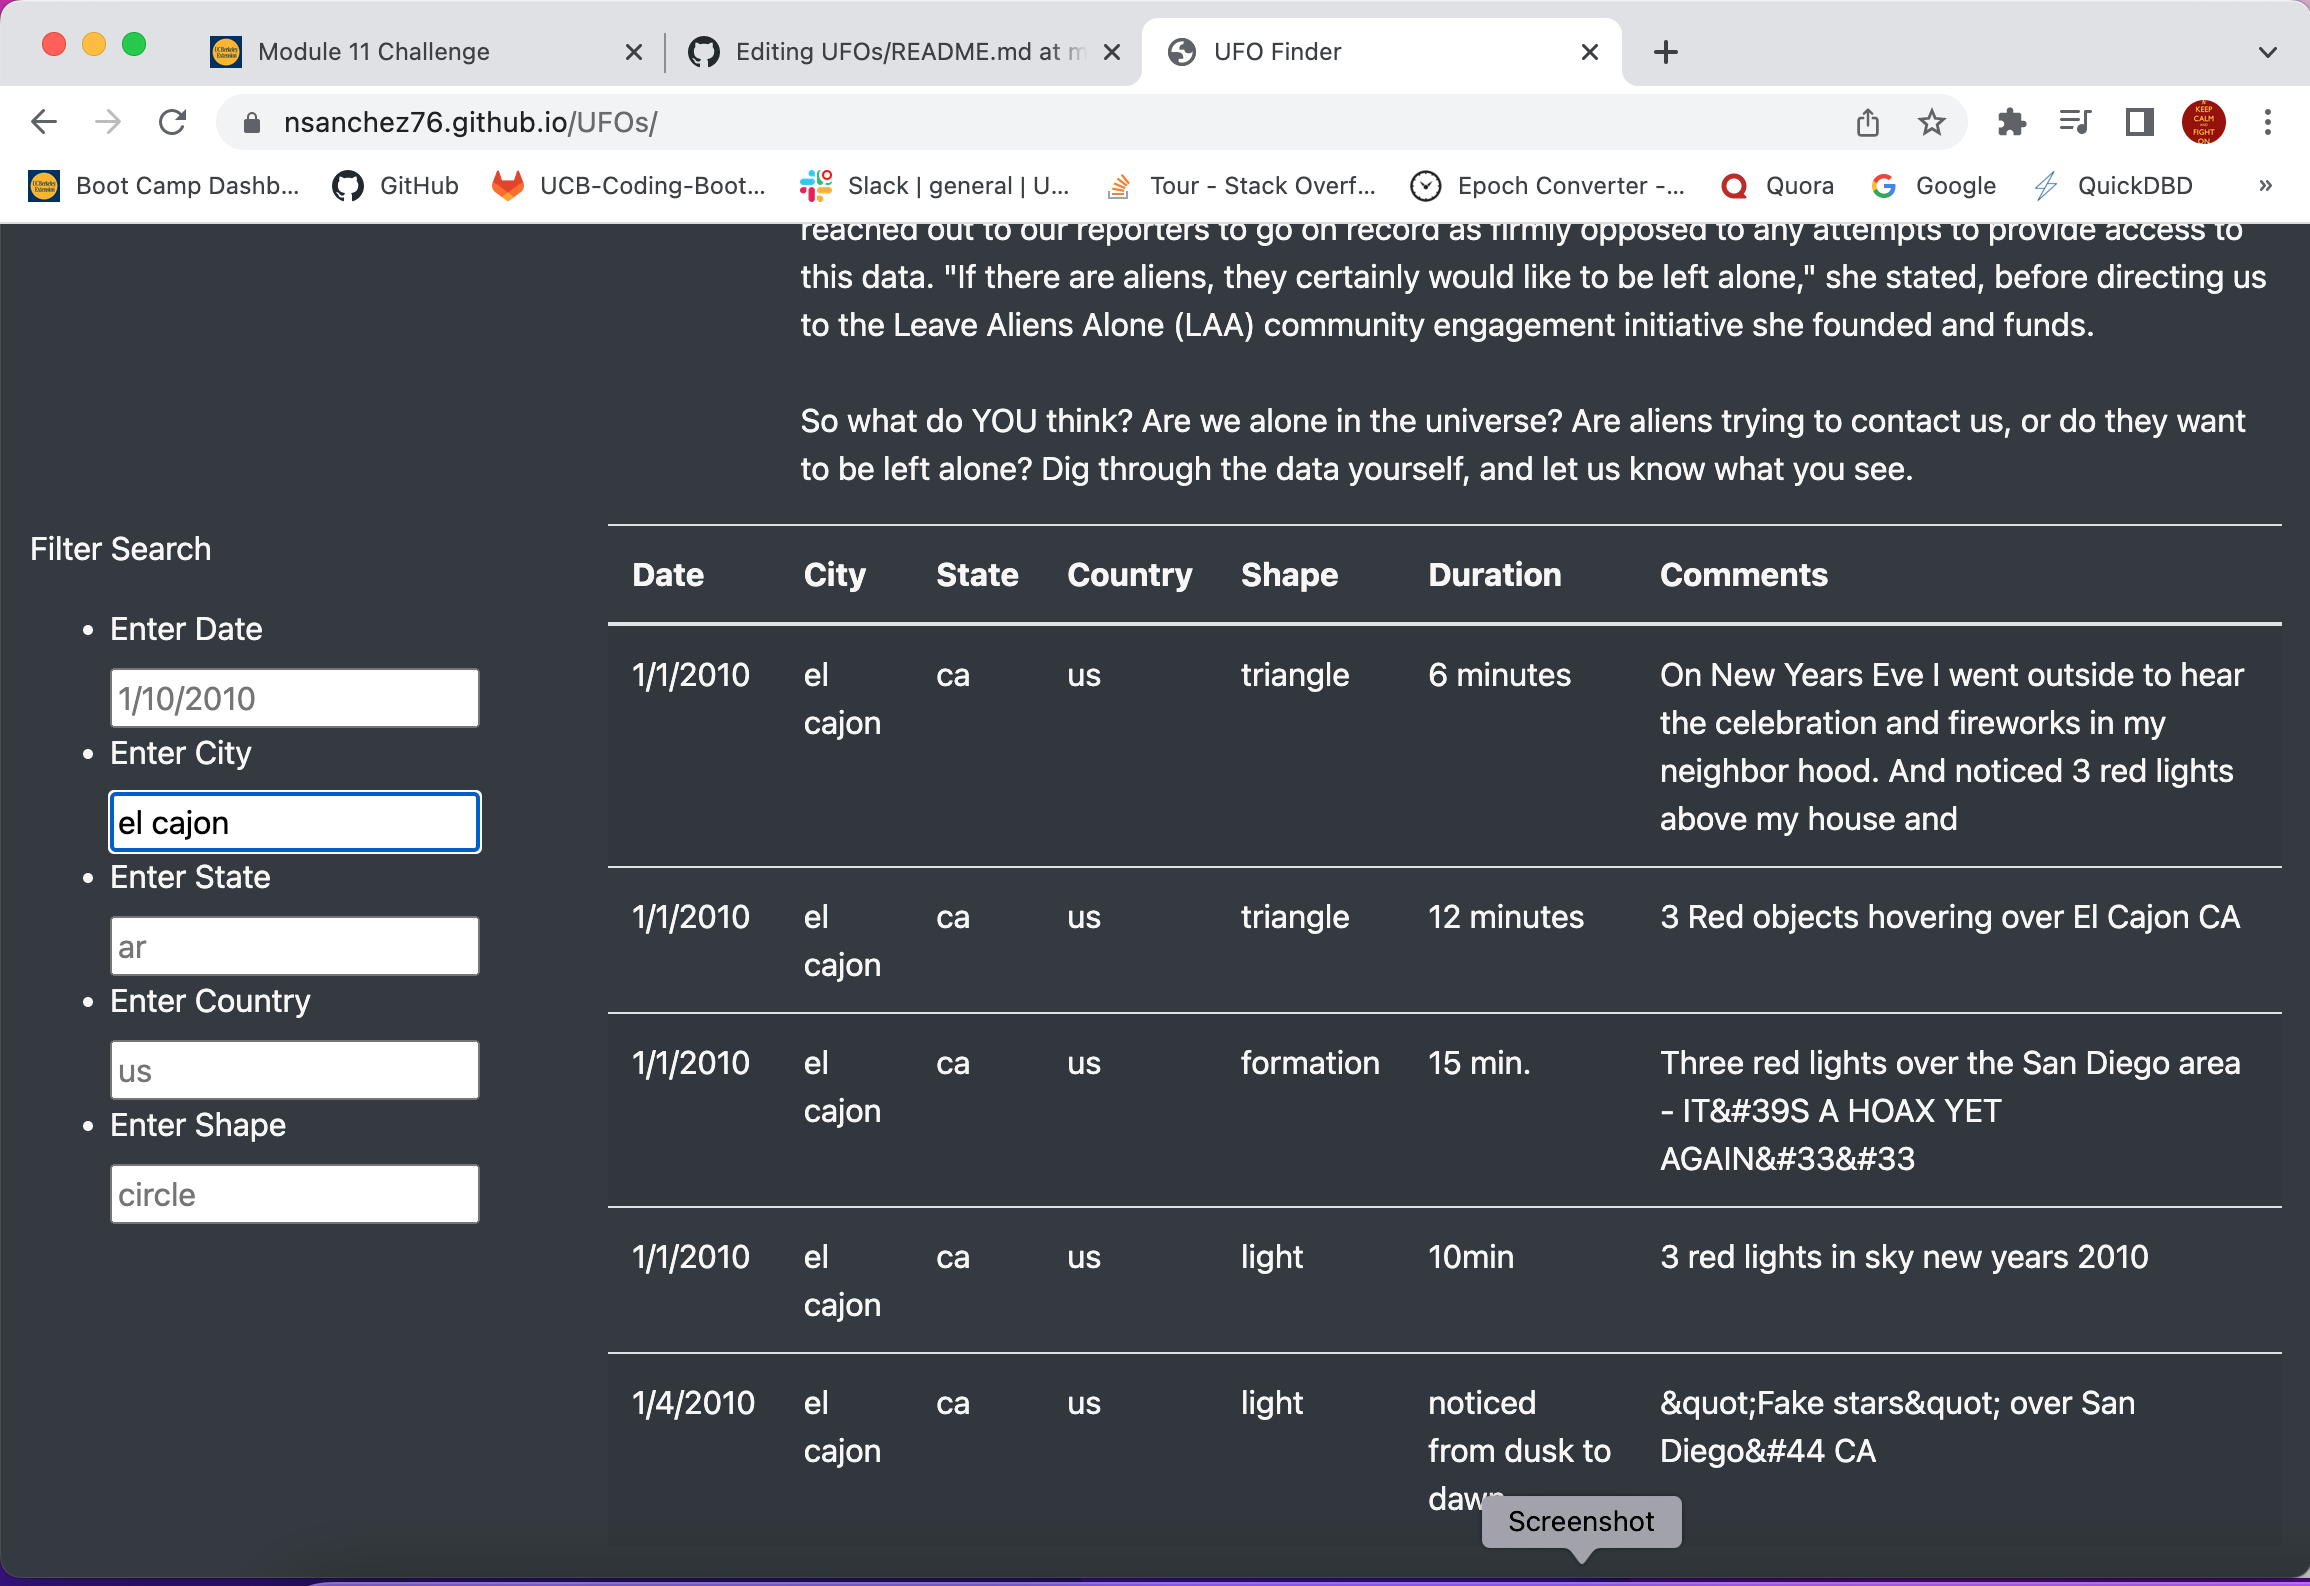 Module 11 Challenge
Editing UFOs/README.md at m
UFO Finder
nsanchez76.github.io/UFOs/
KEEP
CALM
AND
FIGHT
ON
Boot Camp Dashb...
GitHub
UCB-Coding-Boot...
Slack | general | U...
Tour - Stack Overf...
Epoch Converter -...
Quora
Google
QuickDBD
»
reached out to our reporters to go on record as firmly opposed to any attempts to provide access to
this data. "If there are aliens, they certainly would like to be left alone," she stated, before directing us
to the Leave Aliens Alone (LAA) community engagement initiative she founded and funds.
So what do YOU think? Are we alone in the universe? Are aliens trying to contact us, or do they want
to be left alone? Dig through the data yourself, and let us know what you see.
Filter Search
Enter Date
1/10/2010
Enter City
el cajon
Enter State
ar
Enter Country
us
Enter Shape
circle
Date City State Country Shape Duration Comments
1/1/2010 el ca us triangle 6 minutes On New Years Eve I went outside to hear
cajon the celebration and fireworks in my
neighbor hood. And noticed 3 red lights
above my house and
1/1/2010 el ca us triangle 12 minutes 3 Red objects hovering over El Cajon CA
cajon
1/1/2010 el ca us formation 15 min. Three red lights over the San Diego area
cajon - IT&#39S A HOAX YET
AGAIN&#33&#33
1/1/2010 el ca us light 10min 3 red lights in sky new years 2010
cajon
1/4/2010 el ca us light noticed &quot;Fake stars&quot; over San
cajon from dusk to Diego&#44 CA
dawn
Screenshot